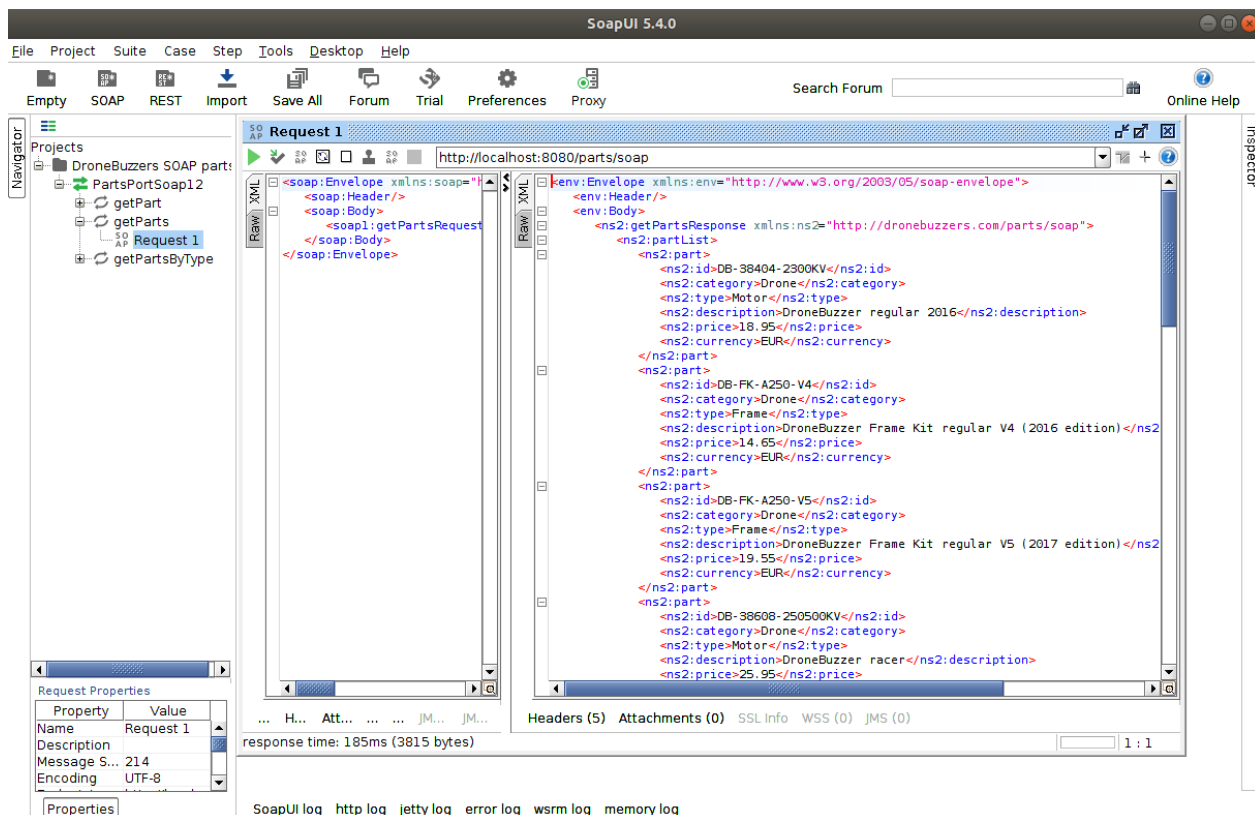 SoapUI 5.4.0
File Project Suite Case Step Tools Desktop Help
Empty SOAP REST Import Save All Forum Trial Preferences Proxy
Search Forum
Online Help
Navigator
Projects
DroneBuzzers SOAP parts
PartsPortSoap12
getPart
getParts
SO AP Request 1
getPartsByType
SO AP Request 1
http://localhost:8080/parts/soap
XML
Raw
<soap:Envelope xmlns:soap="h
<soap:Header/>
<soap:Body>
<soap1:getPartsRequest
</soap:Body>
</soap:Envelope>
XML
Raw
<env:Envelope xmlns:env="http://www.w3.org/2003/05/soap-envelope">
<env:Header/>
<env:Body>
<ns2:getPartsResponse xmlns:ns2="http://dronebuzzers.com/parts/soap">
<ns2:partList>
<ns2:part>
<ns2:id>DB-38404-2300KV</ns2:id>
<ns2:category>Drone</ns2:category>
<ns2:type>Motor</ns2:type>
<ns2:description>DroneBuzzer regular 2016</ns2:description>
<ns2:price>18.95</ns2:price>
<ns2:currency>EUR</ns2:currency>
</ns2:part>
<ns2:part>
<ns2:id>DB-FK-A250-V4</ns2:id>
<ns2:category>Drone</ns2:category>
<ns2:type>Frame</ns2:type>
<ns2:description>DroneBuzzer Frame Kit regular V4 (2016 edition)</ns2
<ns2:price>14.65</ns2:price>
<ns2:currency>EUR</ns2:currency>
</ns2:part>
<ns2:part>
<ns2:id>DB-FK-A250-V5</ns2:id>
<ns2:category>Drone</ns2:category>
<ns2:type>Frame</ns2:type>
<ns2:description>DroneBuzzer Frame Kit regular V5 (2017 edition)</ns2
<ns2:price>19.55</ns2:price>
<ns2:currency>EUR</ns2:currency>
</ns2:part>
<ns2:part>
<ns2:id>DB-38608-250500KV</ns2:id>
<ns2:category>Drone</ns2:category>
<ns2:type>Motor</ns2:type>
<ns2:description>DroneBuzzer racer</ns2:description>
<ns2:price>25.95</ns2:price>
Inspector
Request Properties
Property Value
Name Request 1
Description
Message S... 214
Encoding UTF-8
Properties
... H... Att... ... ... JM... JM...
Headers (5) Attachments (0) SSL Info WSS (0) JMS (0)
response time: 185ms (3815 bytes)
1 : 1
SoapUI log http log jetty log error log wsrm log memory log